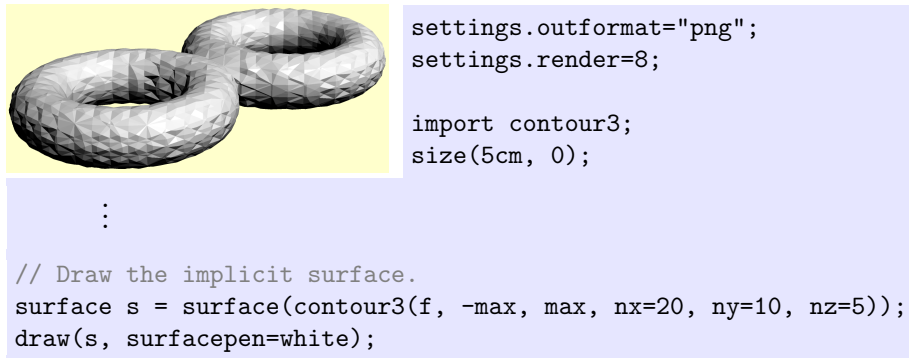 settings.outformat="png";
settings.render=8;
import contour3;
size(5cm, 0);
⋮
// Draw the implicit surface.
surface s = surface(contour3(f, -max, max, nx=20, ny=10, nz=5));
draw(s, surfacepen=white);